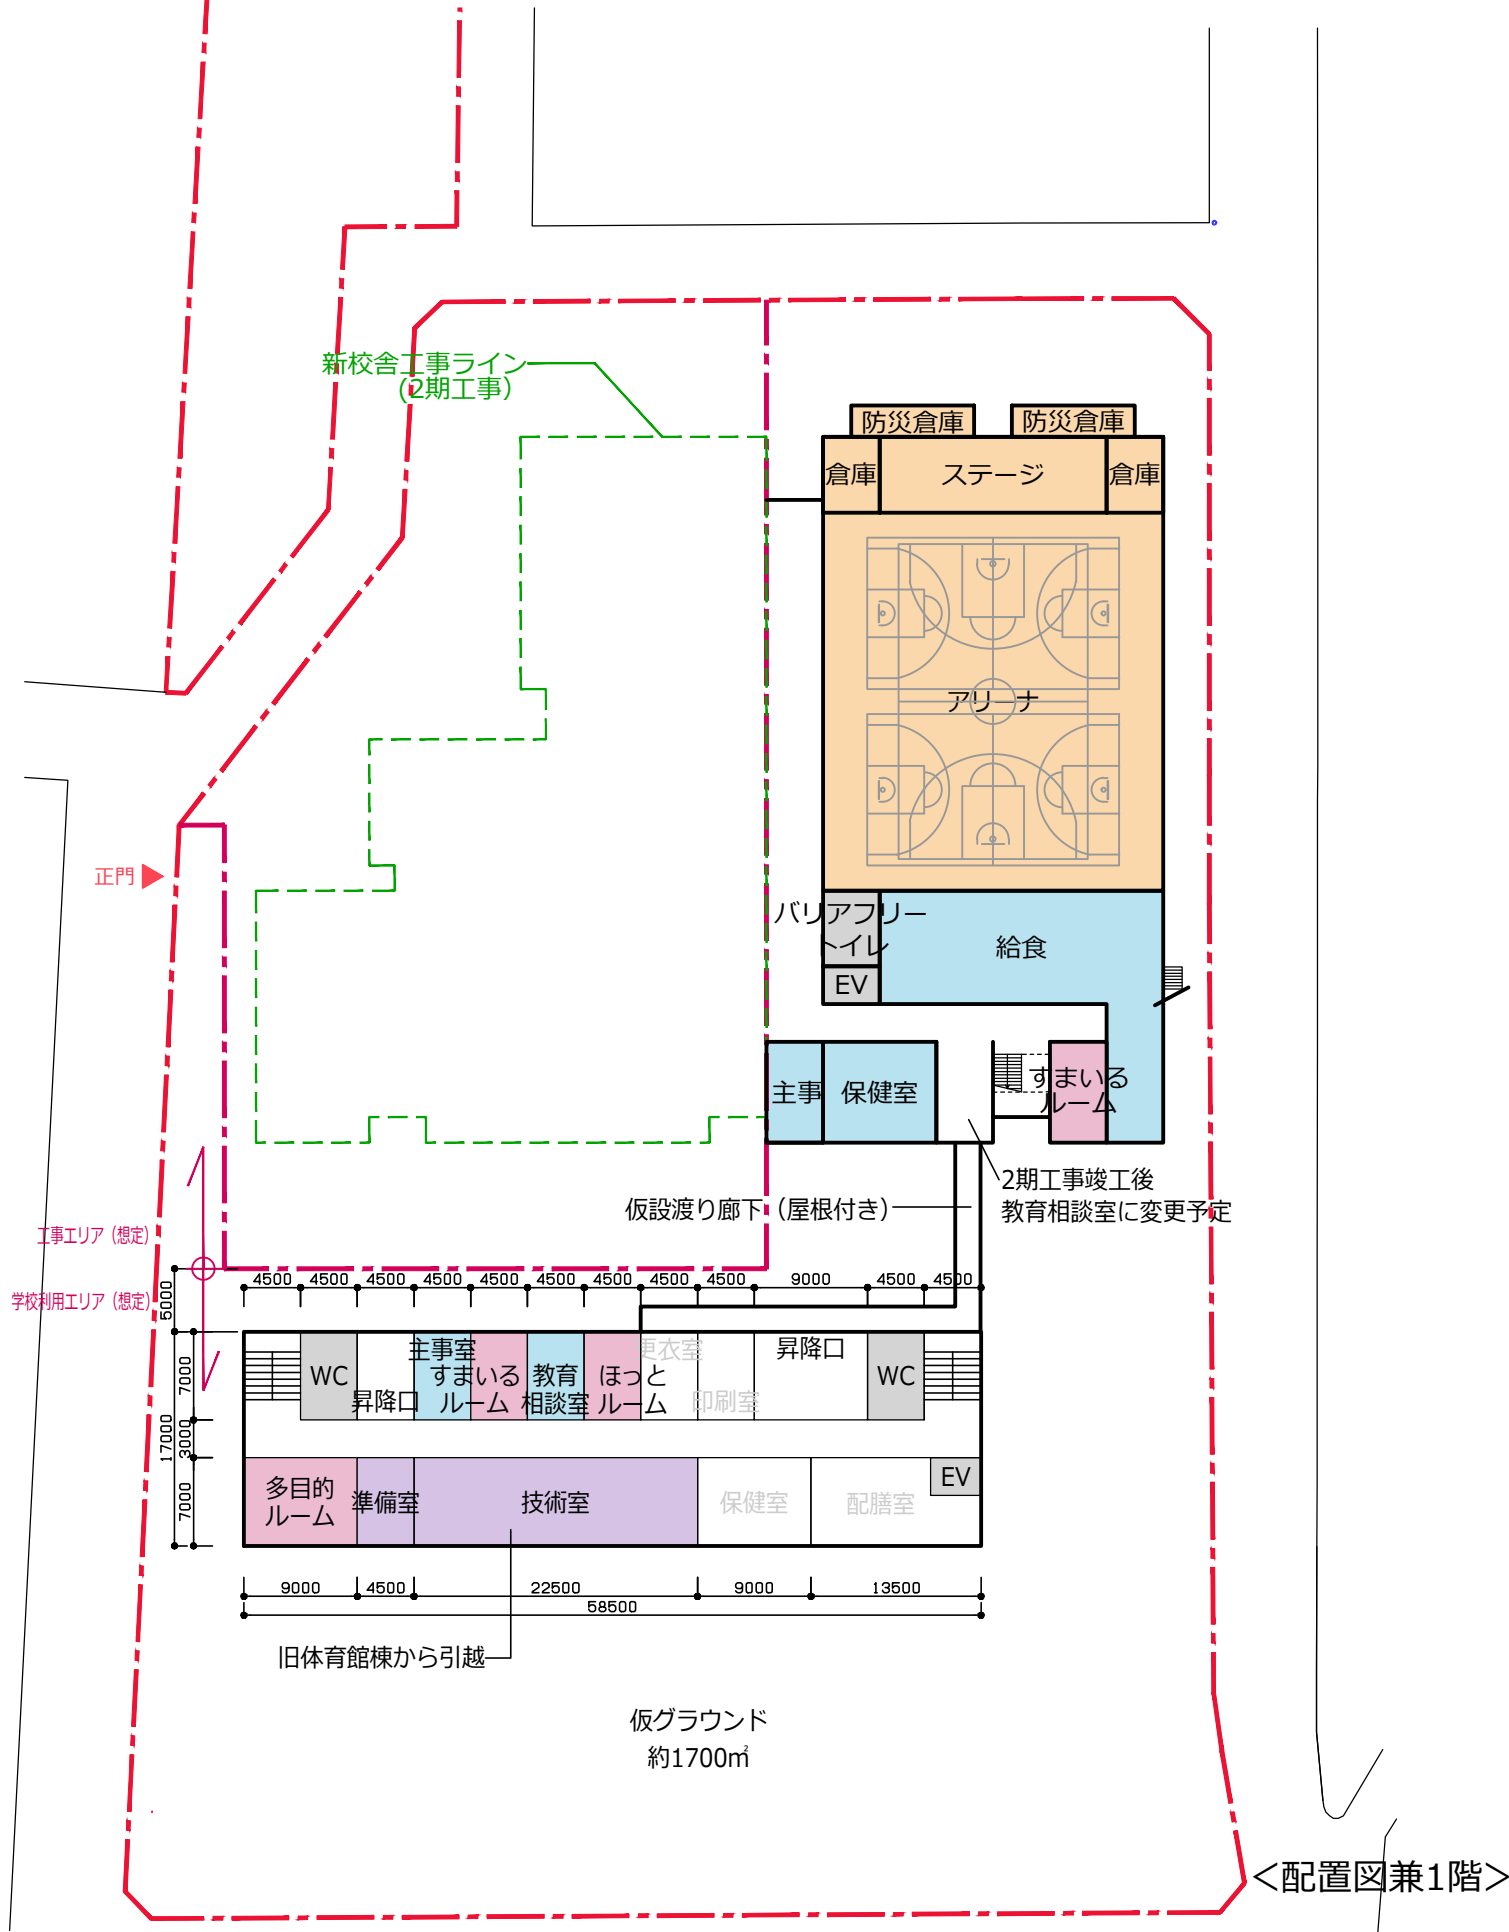 新校舎工事ライン
(2期工事)
防災倉庫
防災倉庫
倉庫
ステージ
倉庫
アリーナ
正門
バリアフリー
トイレ
給食
EV
主事
保健室
すまいる
ルーム
2期工事竣工後
教育相談室に変更予定
仮設渡り廊下（屋根付き）
工事エリア（想定）
学校利用エリア（想定）
5000
4500
4500
4500
4500
4500
4500
4500
4500
4500
9000
4500
4500
WC
昇降口
主事室
すまいる
ルーム
教育
相談室
ほっと
ルーム
更衣室
印刷室
昇降口
WC
7000
17000
3000
7000
多目的
ルーム
準備室
技術室
保健室
配膳室
EV
9000
4500
22500
9000
13500
58500
旧体育館棟から引越
仮グラウンド
約1700㎡
＜配置図兼1階＞